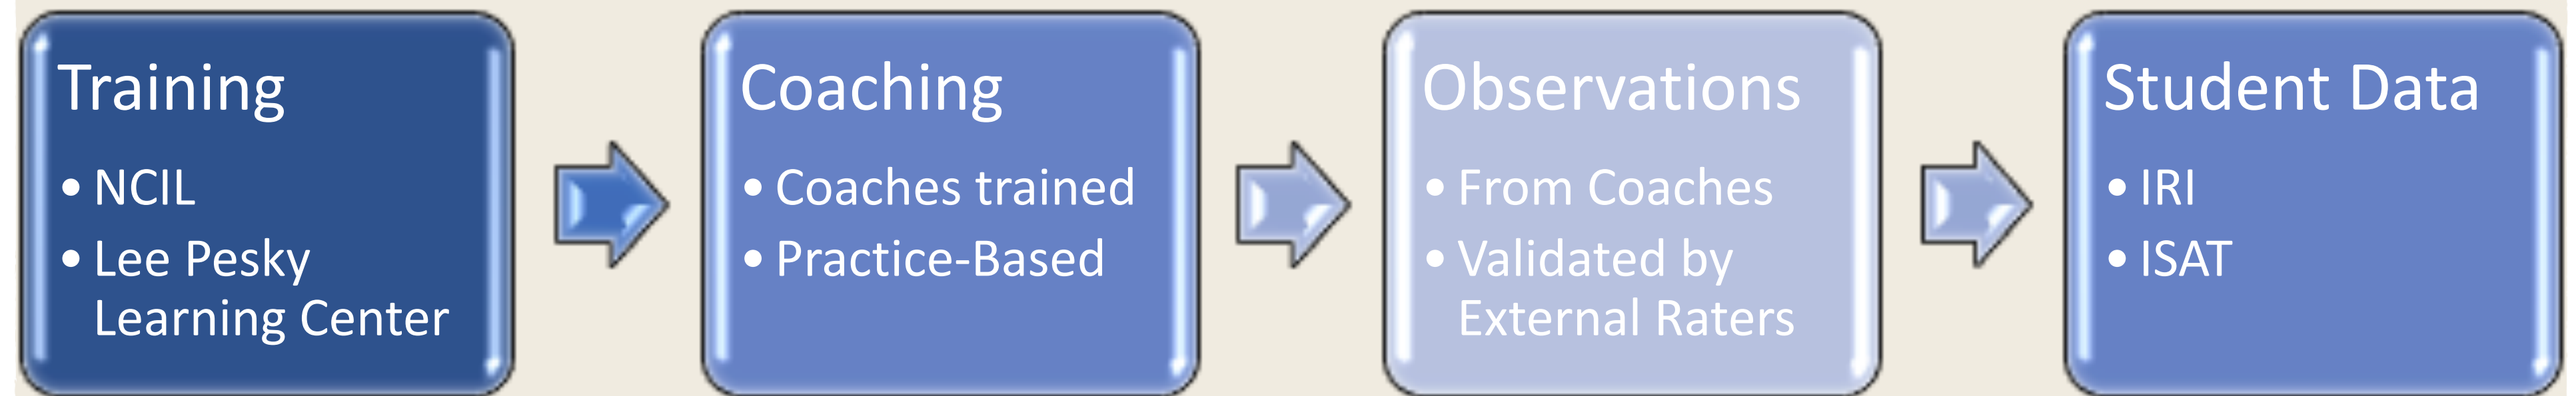 Training
• NCIL
• Lee Pesky
Learning Center
Coaching
• Coaches trained
• Practice-Based
Observations
• From Coaches
• Validated by
External Raters
Student Data
• IRI
• ISAT